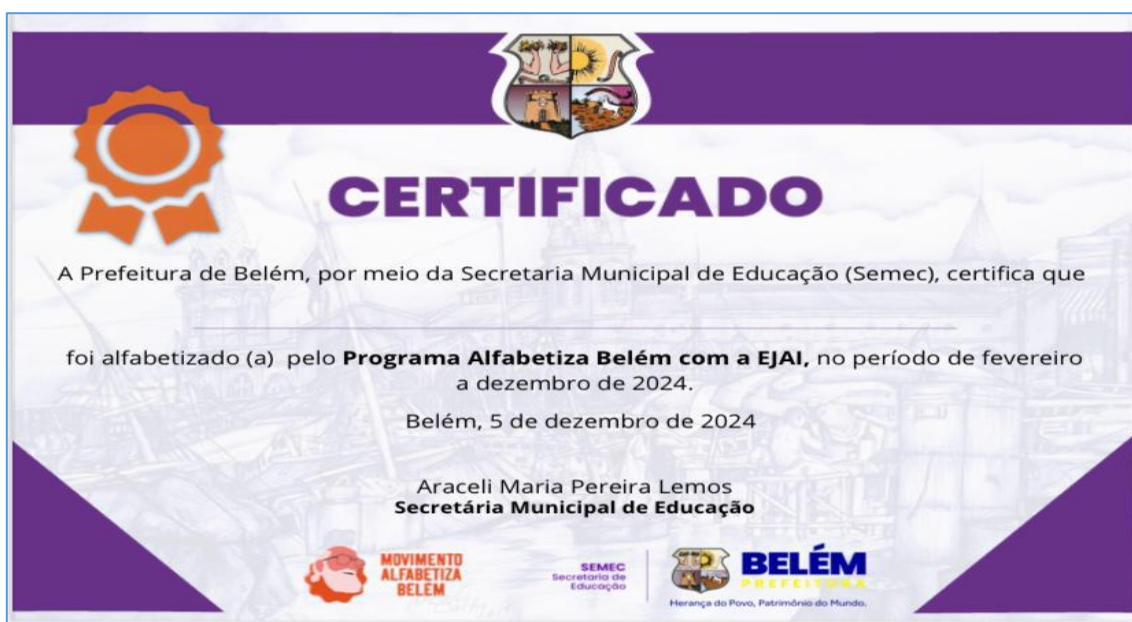 CERTIFICADO
A Prefeitura de Belém, por meio da Secretaria Municipal de Educação (Semec), certifica que
foi alfabetizado (a) pelo Programa Alfabetiza Belém com a EJAI, no período de fevereiro
a dezembro de 2024.
Belém, 5 de dezembro de 2024
Araceli Maria Pereira Lemos
Secretária Municipal de Educação
MOVIMENTO
ALFABETIZA
BELÉM
SEMEC
Secretaria de
Educação
BELÉM
PREFEITURA
Herança do Povo, Patrimônio do Mundo.